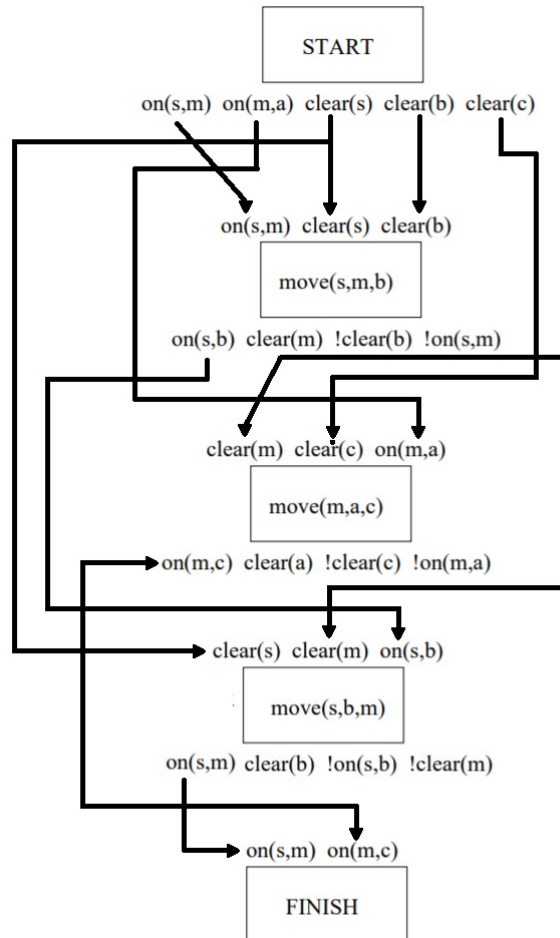 START
on(s,m) on(m,a) clear(s) clear(b) clear(c)
on(s,m) clear(s) clear(b)
move(s,m,b)
on(s,b) clear(m) !clear(b) !on(s,m)
clear(m) clear(c) on(m,a)
move(m,a,c)
on(m,c) clear(a) !clear(c) !on(m,a)
clear(s) clear(m) on(s,b)
move(s,b,m)
on(s,m) clear(b) !on(s,b) !clear(m)
on(s,m) on(m,c)
FINISH